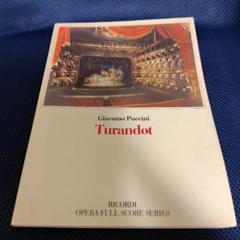 Giacomo Puccini
Turandot
RICORDI
OPERA FULL SCORE SERIES